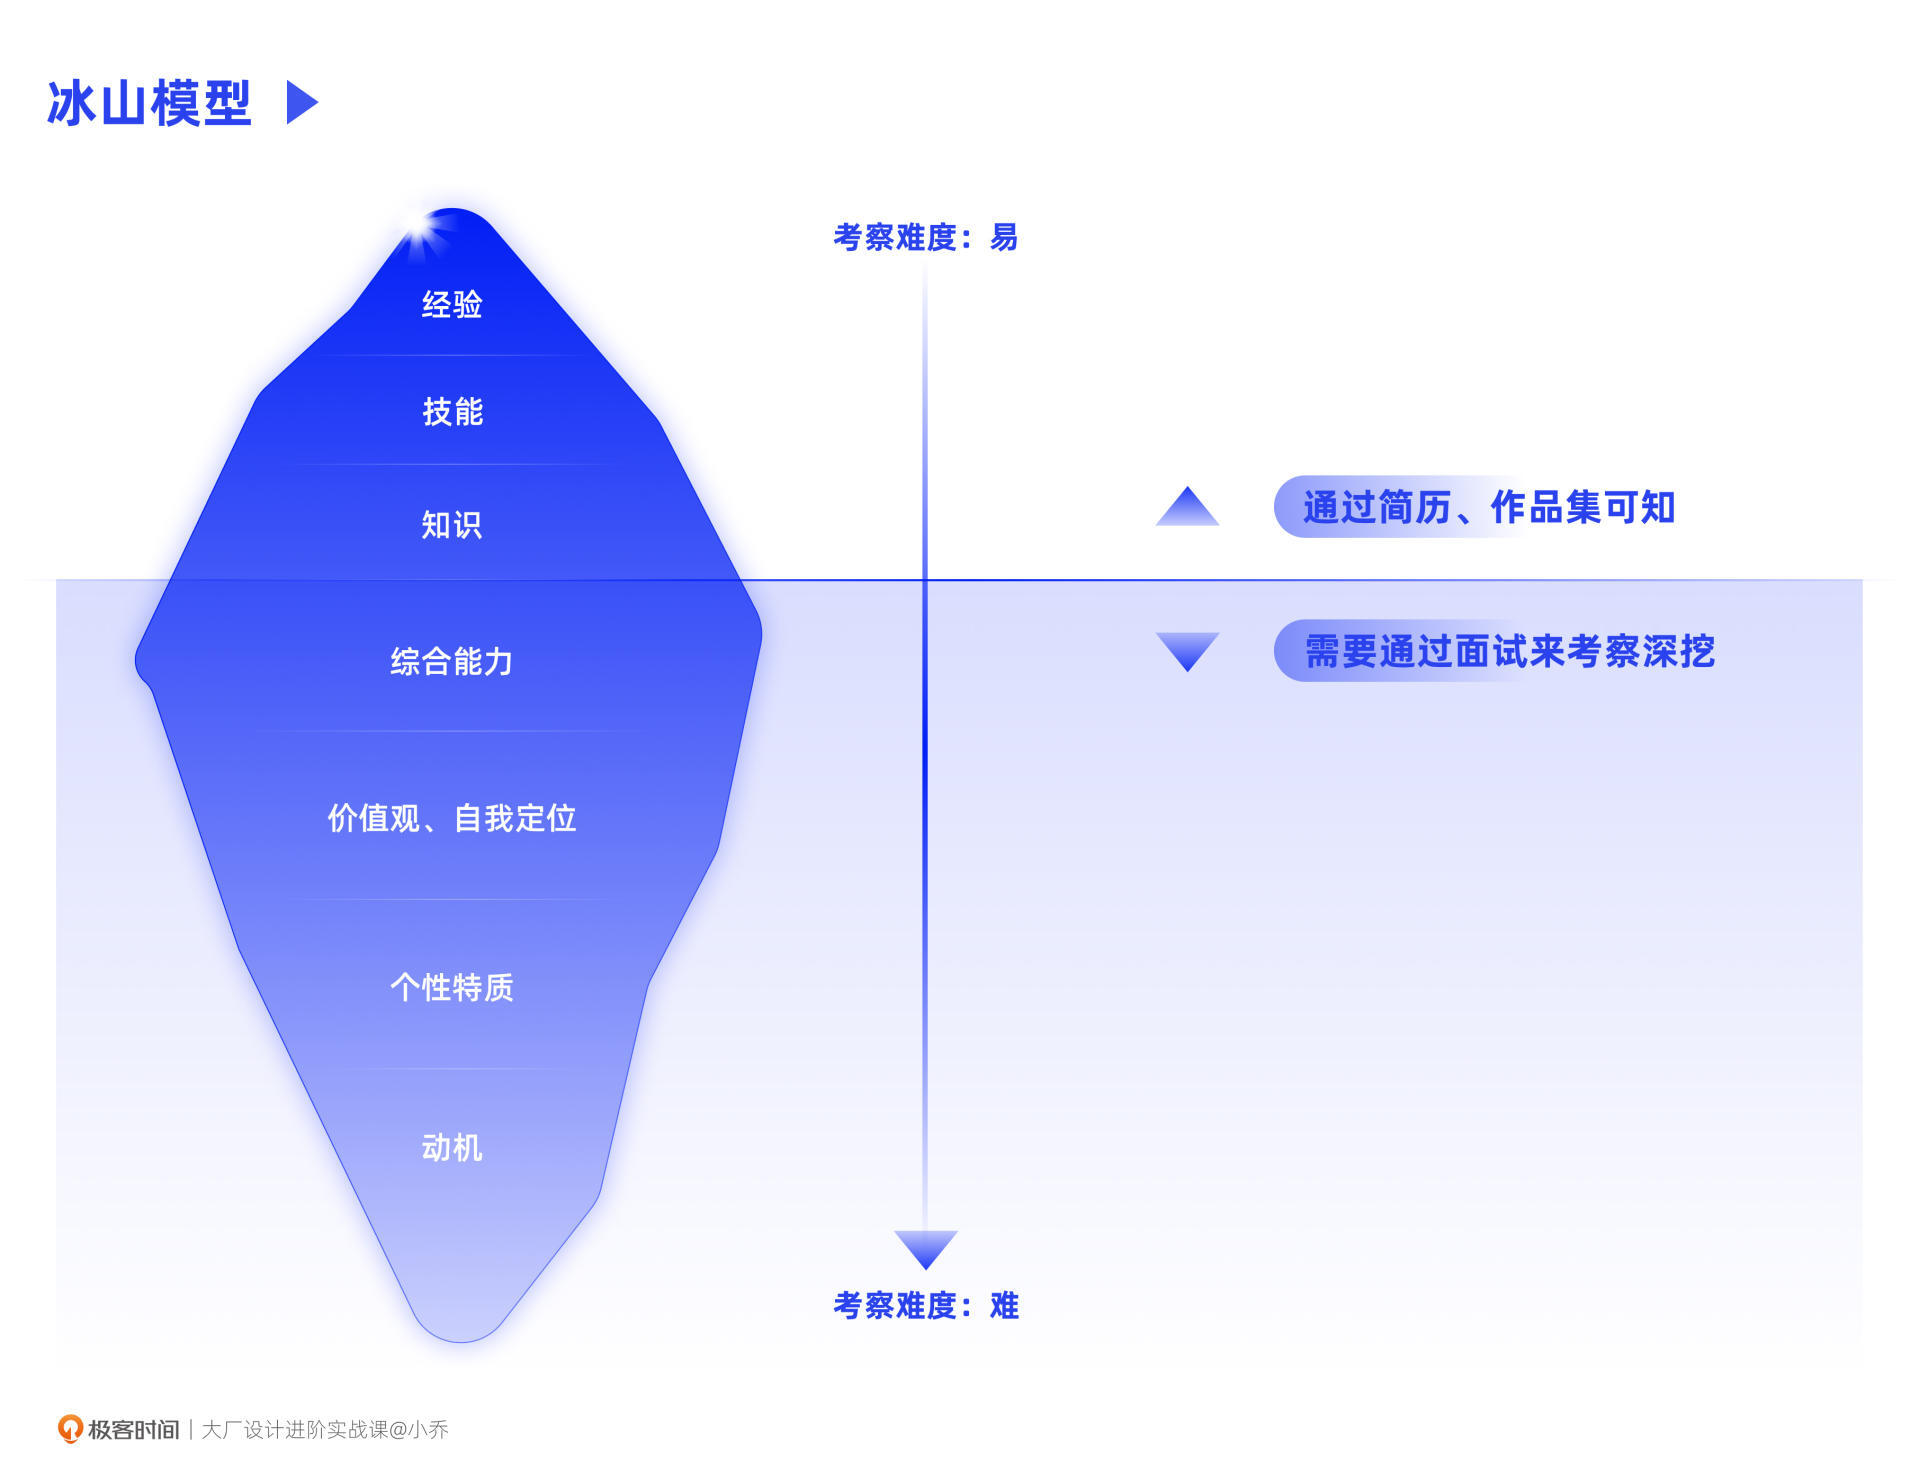 冰山模型
考察难度：易
经验
技能
知识
通过简历、作品集可知
需要通过面试来考察深挖
综合能力
价值观、自我定位
个性特质
动机
考察难度：难
极客时间 | 大厂设计进阶实战课@小乔